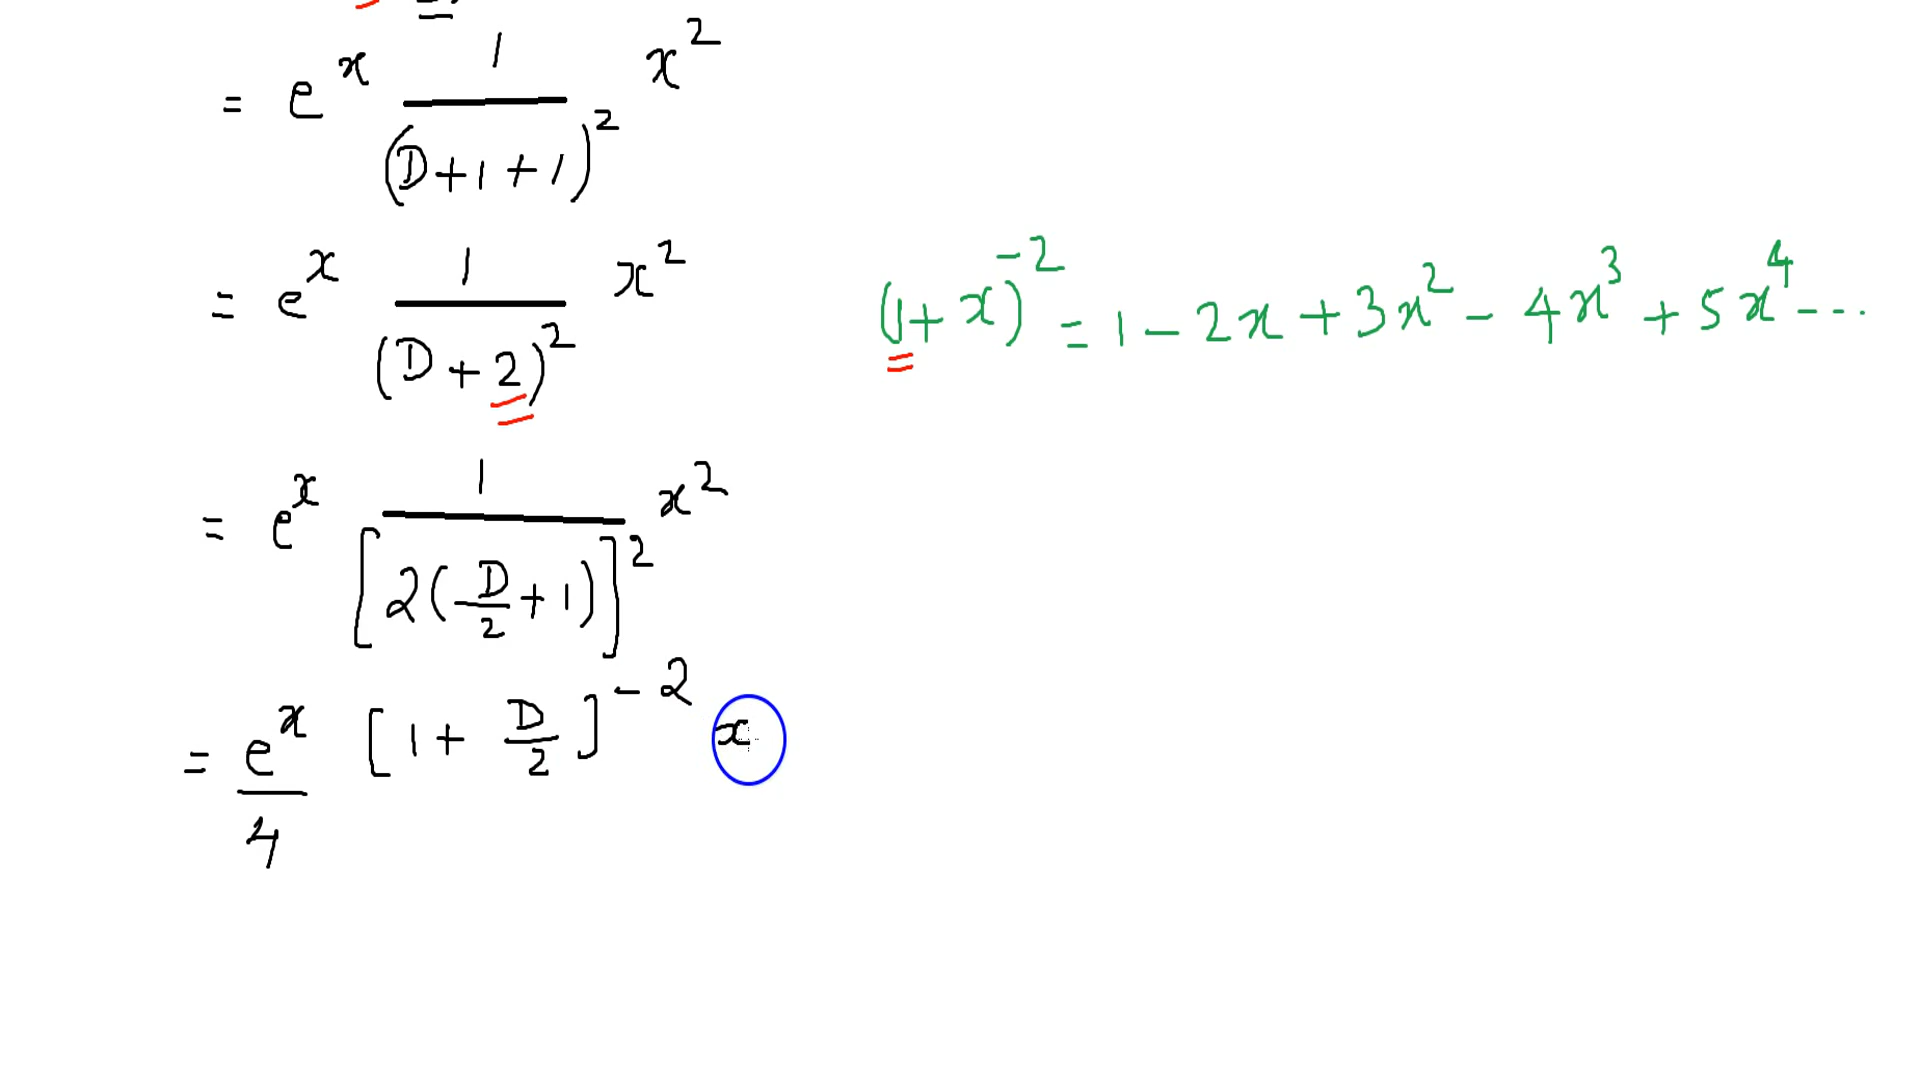 = e^x 1/(D+1+1)^2 x^2
= e^x 1/(D+2)^2 x^2
(1+x)^-2 = 1 - 2x + 3x^2 - 4x^3 + 5x^4 - ...
= e^x 1/[2(D/2+1)]^2 x^2
= e^x/4 [1+ D/2]^-2 x